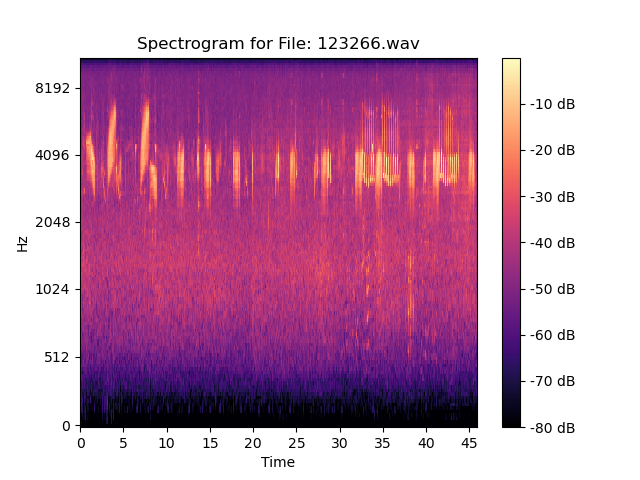 Spectrogram for File: 123266.wav
8192
4096
2048
1024
512
0
Hz
0 5 10 15 20 25 30 35 40 45
Time
-10 dB
-20 dB
-30 dB
-40 dB
-50 dB
-60 dB
-70 dB
-80 dB